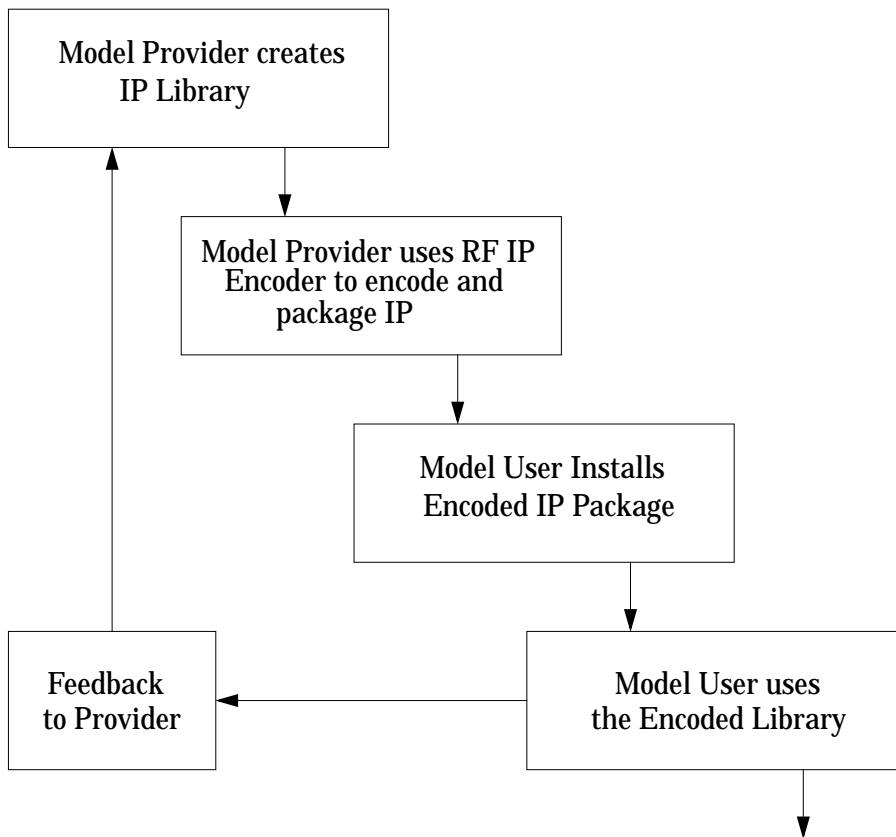 Model Provider creates
IP Library
Model Provider uses RF IP
Encoder to encode and
package IP
Model User Installs
Encoded IP Package
Feedback
to Provider
Model User uses
the Encoded Library